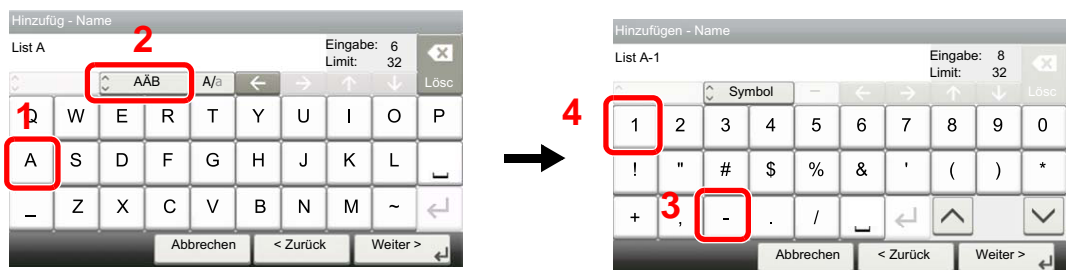 Hinzufüg - Name
List A
Eingabe: 6
Limit: 32
2
AÄB A/a ← → ↑ ↓ Lösc
1
Q W E R T Y U I O P
A S D F G H J K L
_ Z X C V B N M ~
Abbrechen < Zurück Weiter >
Hinzufügen - Name
List A-1
Eingabe: 8
Limit: 32
Symbol ← → ↑ ↓ Lösc
4
1 2 3 4 5 6 7 8 9 0
! " # $ % & ' ( ) *
3
+ , - . /
Abbrechen < Zurück Weiter >